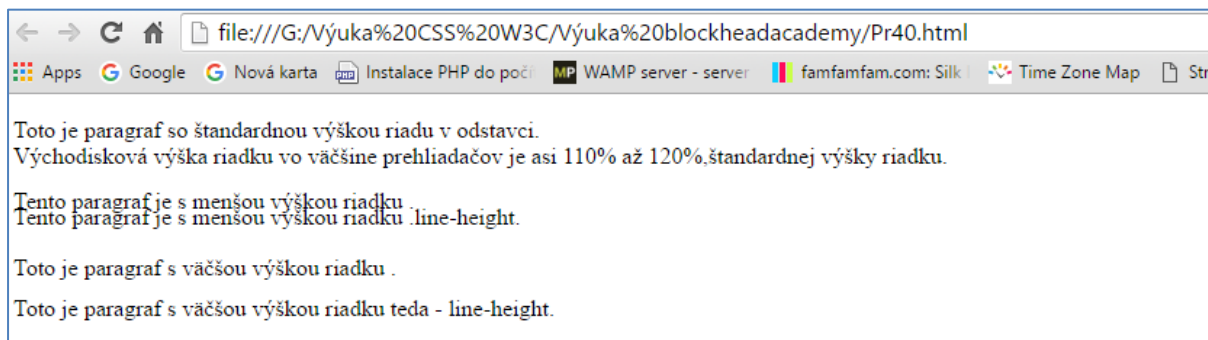 file:///G:/Výuka%20CSS%20W3C/Výuka%20blockheadacademy/Pr40.html
Apps Google Nová karta Instalace PHP do poč WAMP server - server famfamfam.com: Silk Time Zone Map Str
Toto je paragraf so štandardnou výškou riadu v odstavci.
Východisková výška riadku vo väčšine prehliadačov je asi 110% až 120%,štandardnej výšky riadku.
Tento paragraf je s menšou výškou riadku .
Tento paragraf je s menšou výškou riadku .line-height.
Toto je paragraf s väčšou výškou riadku .
Toto je paragraf s väčšou výškou riadku teda - line-height.